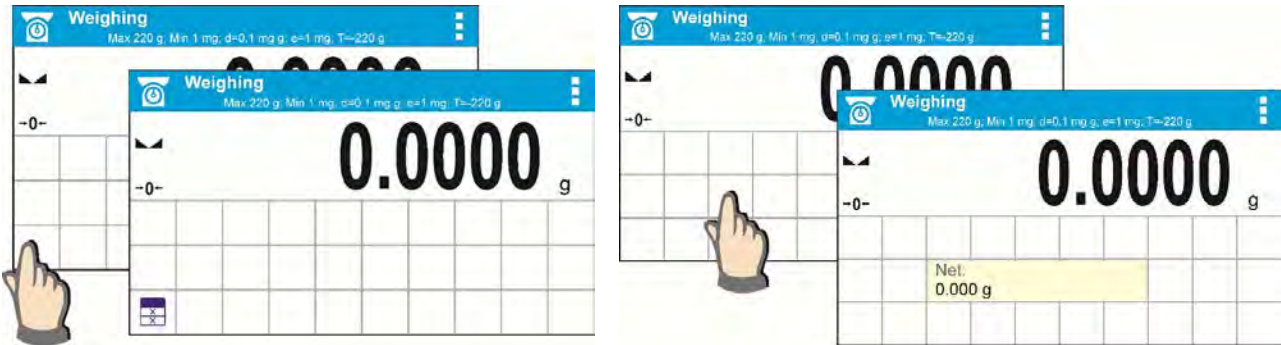 Weighing
Max 220 g; Min 1 mg; d=0.1 mg g; e=1 mg; T=-220 g
→0←
Weighing
Max 220 g; Min 1 mg; d=0.1 mg g; e=1 mg; T=-220 g
0.0000 g
→0←
Weighing
Max 220 g; Min 1 mg; d=0.1 mg g; e=1 mg; T=-220 g
0.0000
→0←
Weighing
Max 220 g; Min 1 mg; d=0.1 mg g; e=1 mg; T=-220 g
0.0000 g
→0←
Net:
0.000 g